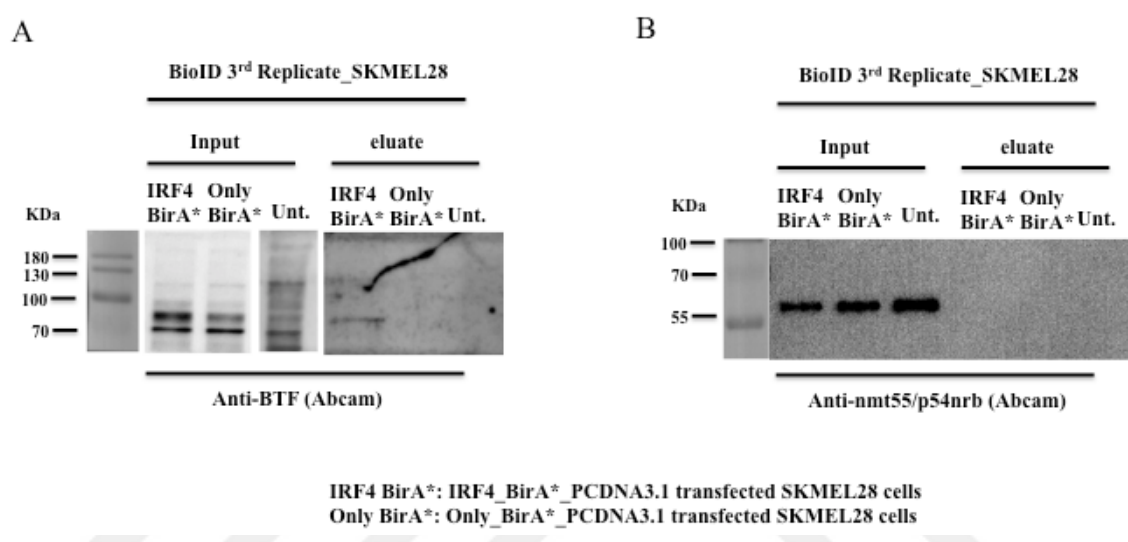 A
BioID 3rd Replicate_SKMEL28
Input
eluate
IRF4 Only
BirA* BirA* Unt.
IRF4 Only
BirA* BirA* Unt.
KDa
180
130
100
70
Anti-BTF (Abcam)
B
BioID 3rd Replicate_SKMEL28
Input
eluate
IRF4 Only
BirA* BirA* Unt.
IRF4 Only
BirA* BirA* Unt.
KDa
100
70
55
Anti-nmt55/p54nrb (Abcam)
IRF4 BirA*: IRF4_BirA*_PCDNA3.1 transfected SKMEL28 cells
Only BirA*: Only_BirA*_PCDNA3.1 transfected SKMEL28 cells